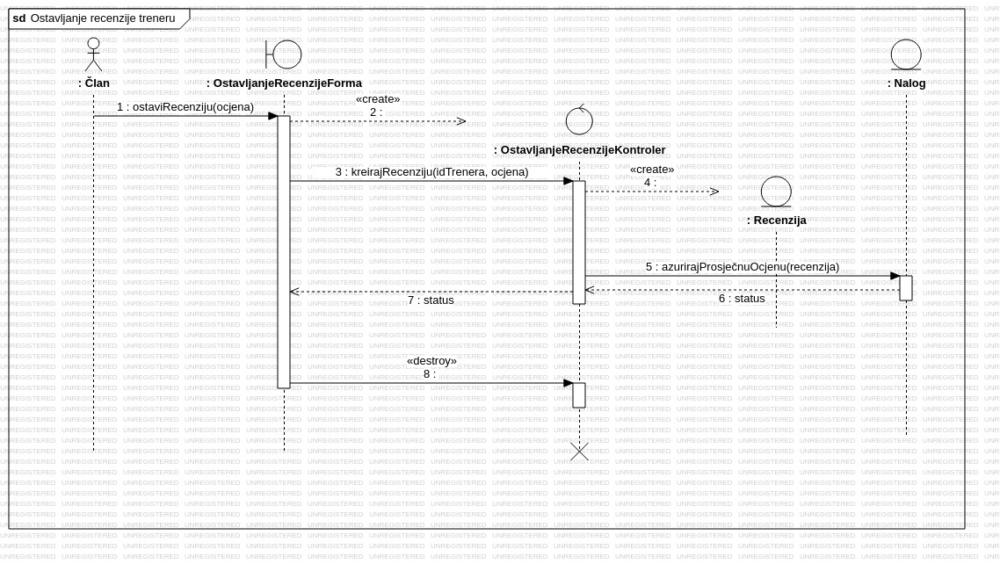 sd Ostavljanje recenzije treneru
: Član
: OstavljanjeRecenzijeForma
: Nalog
1 : ostaviRecenziju(ocjena)
«create»
2 :
: OstavljanjeRecenzijeKontroler
3 : kreirajRecenziju(idTrenera, ocjena)
«create»
4 :
: Recenzija
5 : azurirajProsječnuOcjenu(recenzija)
6 : status
7 : status
«destroy»
8 :
UNREGISTERED